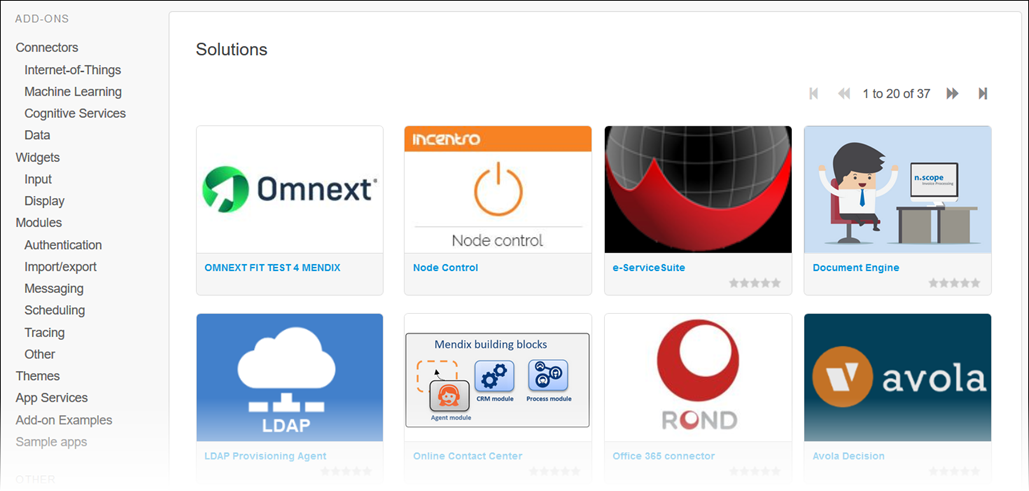 ADD-ONS
Connectors
Internet-of-Things
Machine Learning
Cognitive Services
Data
Widgets
Input
Display
Modules
Authentication
Import/export
Messaging
Scheduling
Tracing
Other
Themes
App Services
Add-on Examples
Sample apps
OTHER
Solutions
1 to 20 of 37
Omnext
OMNEXT FIT TEST 4 MENDIX
incentro
Node control
Node Control
e-ServiceSuite
n.scope
Invoice Processing
Document Engine
LDAP
LDAP Provisioning Agent
Mendix building blocks
CRM module
Process module
Agent module
Online Contact Center
ROND
Office 365 connector
avola
Avola Decision